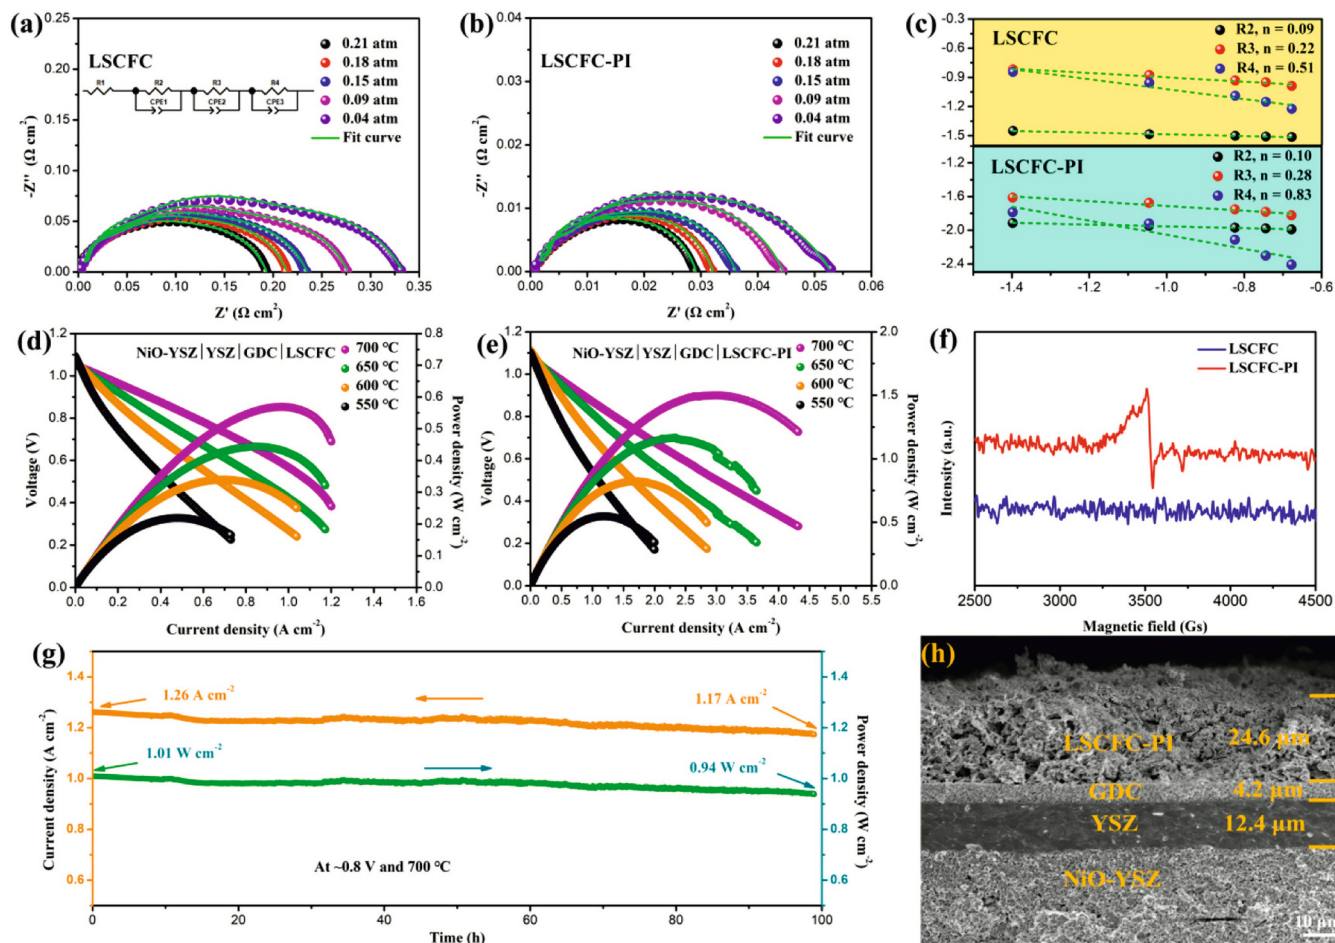 (a)
LSCFC
R1 R2 R3 R4
CPE1 CPE2 CPE3
0.21 atm
0.18 atm
0.15 atm
0.09 atm
0.04 atm
Fit curve
-Z'' (Ω cm²)
0.25
0.20
0.15
0.10
0.05
0.00
0.00 0.05 0.10 0.15 0.20 0.25 0.30 0.35
Z' (Ω cm²)
(b)
LSCFC-PI
0.21 atm
0.18 atm
0.15 atm
0.09 atm
0.04 atm
Fit curve
-Z'' (Ω cm²)
0.04
0.03
0.02
0.01
0.00
0.00 0.01 0.02 0.03 0.04 0.05 0.06
Z' (Ω cm²)
(c)
LSCFC
R2, n = 0.09
R3, n = 0.22
R4, n = 0.51
-0.3
-0.6
-0.9
-1.2
-1.5
LSCFC-PI
R2, n = 0.10
R3, n = 0.28
R4, n = 0.83
-1.2
-1.6
-2.0
-2.4
-1.4 -1.2 -1.0 -0.8 -0.6
(d)
NiO-YSZ|YSZ|GDC|LSCFC
700 °C
650 °C
600 °C
550 °C
Voltage (V)
1.2
1.0
0.8
0.6
0.4
0.2
0.0
0.0 0.2 0.4 0.6 0.8 1.0 1.2 1.4 1.6
Current density (A cm⁻²)
0.8
0.7
0.6
0.5
0.4
0.3
0.2
0.1
0.0
Power density (W cm⁻²)
(e)
NiO-YSZ|YSZ|GDC|LSCFC-PI
700 °C
650 °C
600 °C
550 °C
Voltage (V)
1.2
1.0
0.8
0.6
0.4
0.2
0.0
0.0 0.5 1.0 1.5 2.0 2.5 3.0 3.5 4.0 4.5 5.0 5.5
Current density (A cm⁻²)
2.0
1.5
1.0
0.5
0.0
Power density (W cm⁻²)
(f)
LSCFC
LSCFC-PI
Intensity (a.u.)
2500 3000 3500 4000 4500
Magnetic field (Gs)
(g)
1.26 A cm⁻²
1.17 A cm⁻²
1.01 W cm⁻²
0.94 W cm⁻²
At ~0.8 V and 700 °C
Current density (A cm⁻²)
1.4
1.2
1.0
0.8
0.6
0 20 40 60 80 100
Time (h)
1.4
1.2
1.0
0.8
0.6
Power density (W cm⁻²)
(h)
LSCFC-PI 24.6 μm
GDC 4.2 μm
YSZ 12.4 μm
NiO-YSZ
10 μm